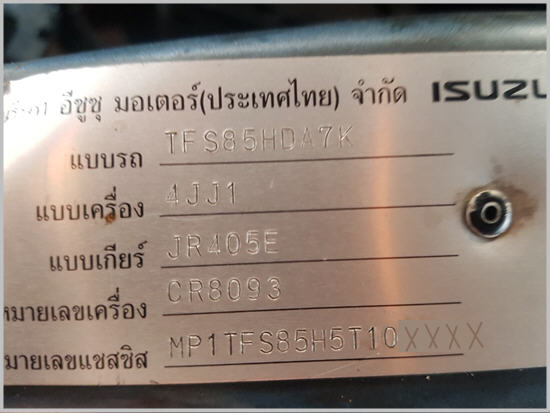 อีซูซุ มอเตอร์(ประเทศไทย) จำกัด ISUZU
แบบรถ TFS85HDA7K
แบบเครื่อง 4JJ1
แบบเกียร์ JR405E
หมายเลขเครื่อง CR8093
หมายเลขแชสซิส MP1TFS85H5T10XXXX